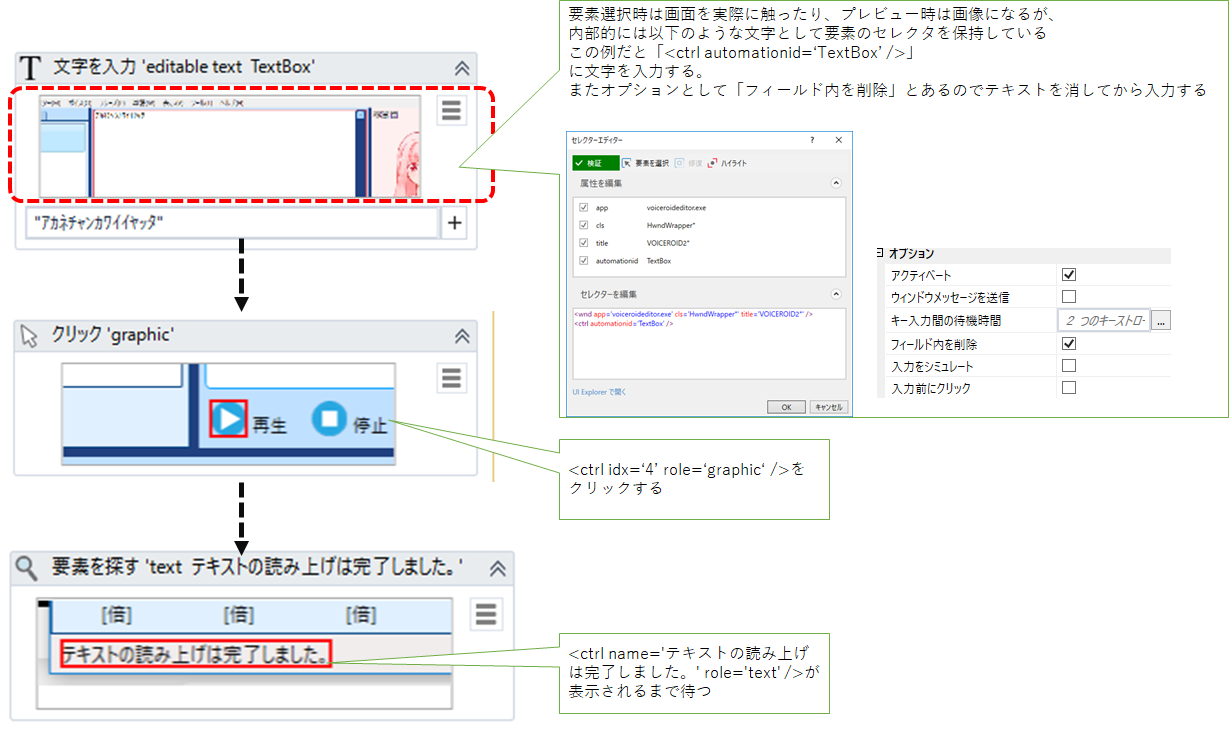 要素選択時は画面を実際に触ったり、プレビュー時は画像になるが、
内部的には以下のような文字として要素のセレクタを保持している
この例だと「<ctrl automationid=‘TextBox’ />」
に文字を入力する。
またオプションとして「フィールド内を削除」とあるのでテキストを消してから入力する
文字を入力 'editable text TextBox'
"アカネチャンカワイイヤッタ"
+
セレクターエディター
? ×
検証 要素を選択 修復 ハイライト
属性を編集
app voiceroideditor.exe
cls HwndWrapper*
title VOICEROID2*
automationid TextBox
セレクターを編集
<wnd app='voiceroideditor.exe' cls='HwndWrapper*' title='VOICEROID2*' />
<ctrl automationid='TextBox' />
UI Explorer で開く
OK キャンセル
オプション
アクティベート
ウィンドウメッセージを送信
キー入力間の待機時間 2 つのキーストロ- ...
フィールド内を削除
入力をシミュレート
入力前にクリック
クリック 'graphic'
再生 停止
<ctrl idx=‘4’ role=‘graphic‘ />を
クリックする
要素を探す 'text テキストの読み上げは完了しました。'
[倍] [倍] [倍]
テキストの読み上げは完了しました。
<ctrl name='テキストの読み上げ
は完了しました。' role='text' />が
表示されるまで待つ